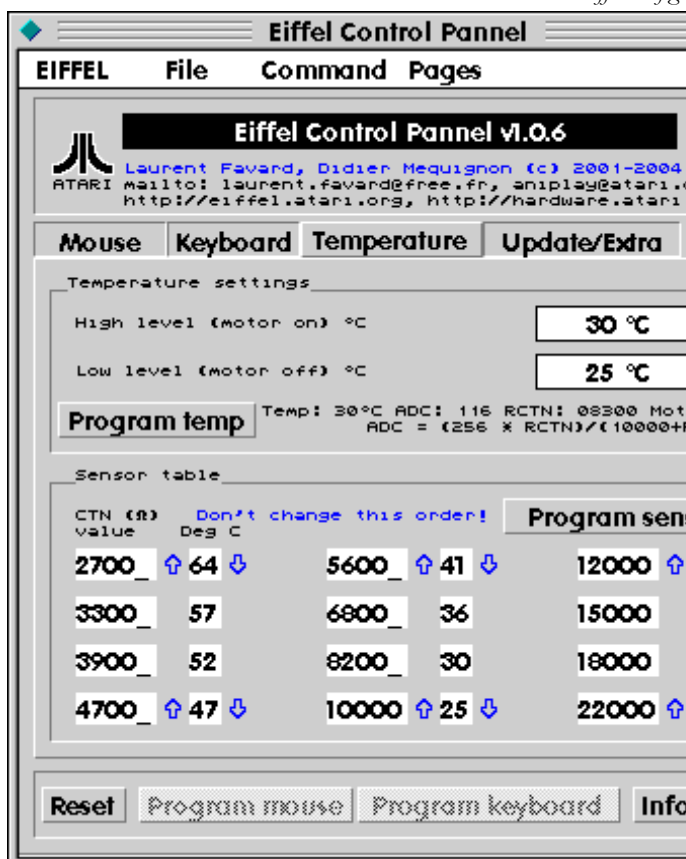 Eiffel Control Pannel
EIFFEL File Command Pages
Eiffel Control Pannel v1.0.6
Laurent Favard, Didier Mequignon (c) 2001-2004
ATARI mailto: laurent.favard@free.fr, aniplay@atari.
http://eiffel.atari.org, http://hardware.atari
Mouse Keyboard Temperature Update/Extra
Temperature settings
High level (motor on) °C 30 °C
Low level (motor off) °C 25 °C
Program temp Temp: 30°C ADC: 116 RCTN: 08300 Mot
ADC = (256 * RCTN)/(10000+
Sensor table
CTN (Ω) Don't change this order! Program sen
value Deg C
2700_ ⇧ 64 ⇩ 5600_ ⇧ 41 ⇩ 12000 ⇧
3300_ 57 6800_ 36 15000
3900_ 52 8200_ 30 18000
4700_ ⇧ 47 ⇩ 10000 ⇧ 25 ⇩ 22000 ⇧
Reset Program mouse Program keyboard Info